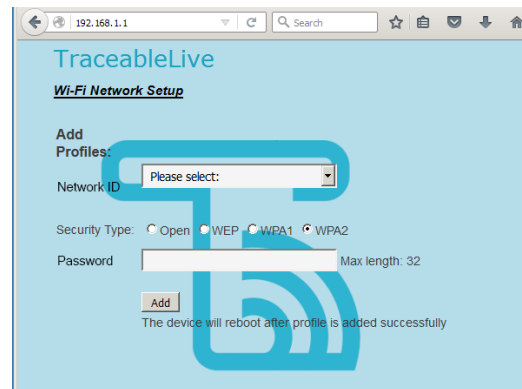 192.168.1.1
Search
TraceableLive
Wi-Fi Network Setup
Add
Profiles:
Network ID
Please select:
Security Type: Open WEP WPA1 WPA2
Password
Max length: 32
Add
The device will reboot after profile is added successfully